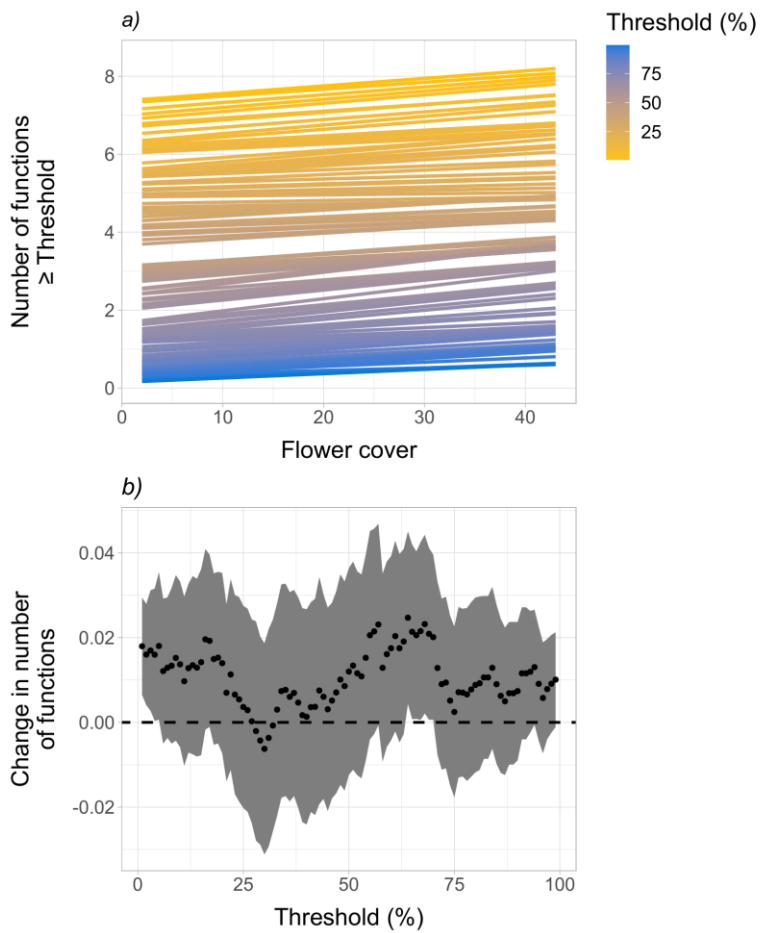 a)
Threshold (%)
75
50
25
Number of functions
≥ Threshold
8
6
4
2
0
0 10 20 30 40
Flower cover
b)
Change in number
of functions
0.04
0.02
0.00
-0.02
0 25 50 75 100
Threshold (%)